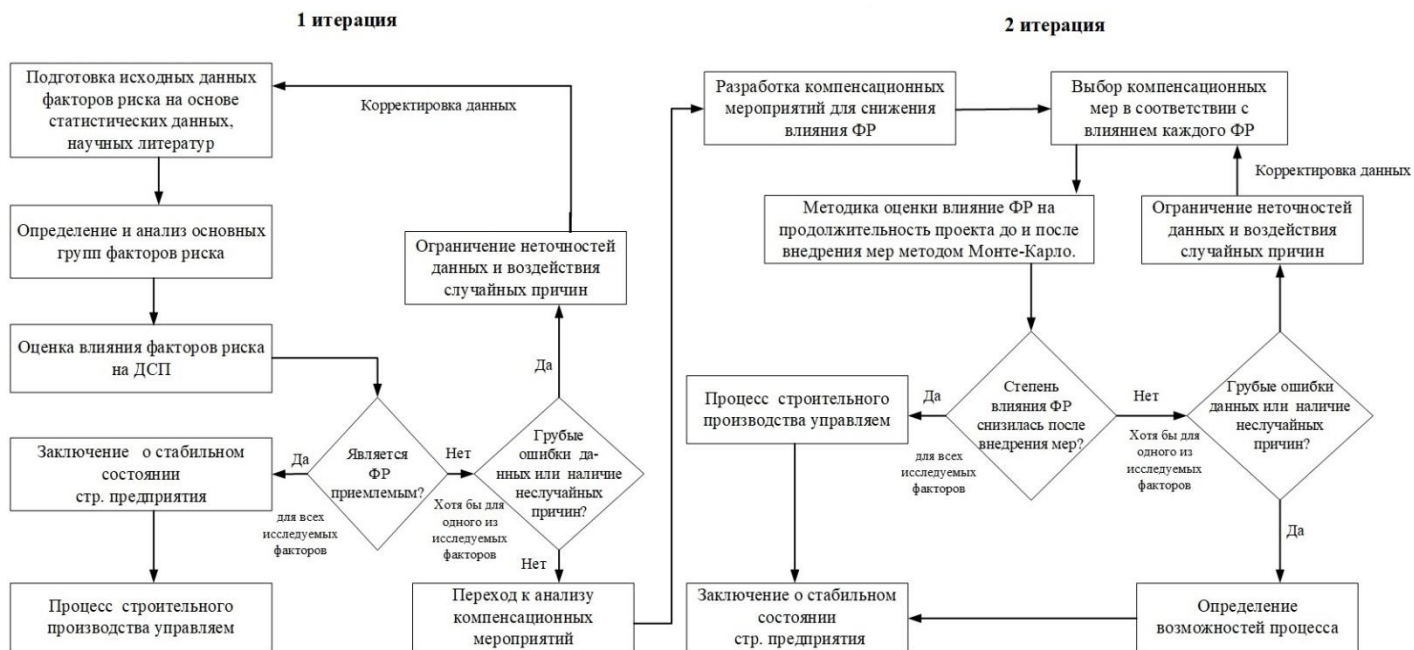 1 итерация
Подготовка исходных данных
факторов риска на основе
статистических данных,
научных литератур
Корректировка данных
Определение и анализ основных
групп факторов риска
Ограничение неточностей
данных и воздействия
случайных причин
Оценка влияния факторов риска
на ДСП
Да
Является
ФР
приемлемым?
Да
для всех
исследуемых
факторов
Нет
Хотя бы для
одного из
исследуемых
факторов
Грубые
ошибки да-
нных или наличие
неслучайных
причин?
Нет
Заключение о стабильном
состоянии
стр. предприятия
Процесс строительного
производства управляем
Переход к анализу
компенсационных
мероприятий
2 итерация
Разработка компенсационных
мероприятий для снижения
влияния ФР
Выбор компенсационных
мер в соответствии с
влиянием каждого ФР
Корректировка данных
Методика оценки влияние ФР на
продолжительность проекта до и после
внедрения мер методом Монте-Карло.
Ограничение неточностей
данных и воздействия
случайных причин
Процесс строительного
производства управляем
Да
для всех
исследуемых
факторов
Степень
влияния ФР
снизилась после
внедрения мер?
Нет
Хотя бы для
одного из
исследуемых
факторов
Грубые ошибки
данных или наличие
неслучайных
причин?
Да
Заключение о стабильном
состоянии
стр. предприятия
Определение
возможностей процесса